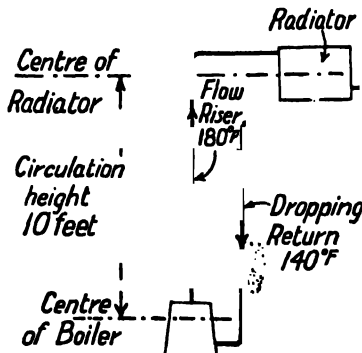 Radiator
Centre of
Radiator
Flow
Riser
180°F
Circulation
height
10 feet
Dropping
Return
140°F
Centre
of Boiler